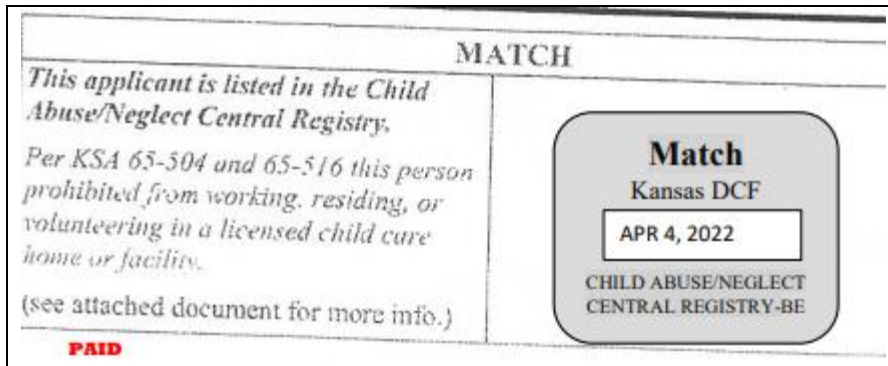 MATCH
This applicant is listed in the Child
Abuse/Neglect Central Registry.
Per KSA 65-504 and 65-516 this person
prohibited from working, residing, or
volunteering in a licensed child care
home or facility.
(see attached document for more info.)
PAID
Match
Kansas DCF
APR 4, 2022
CHILD ABUSE/NEGLECT
CENTRAL REGISTRY-BE